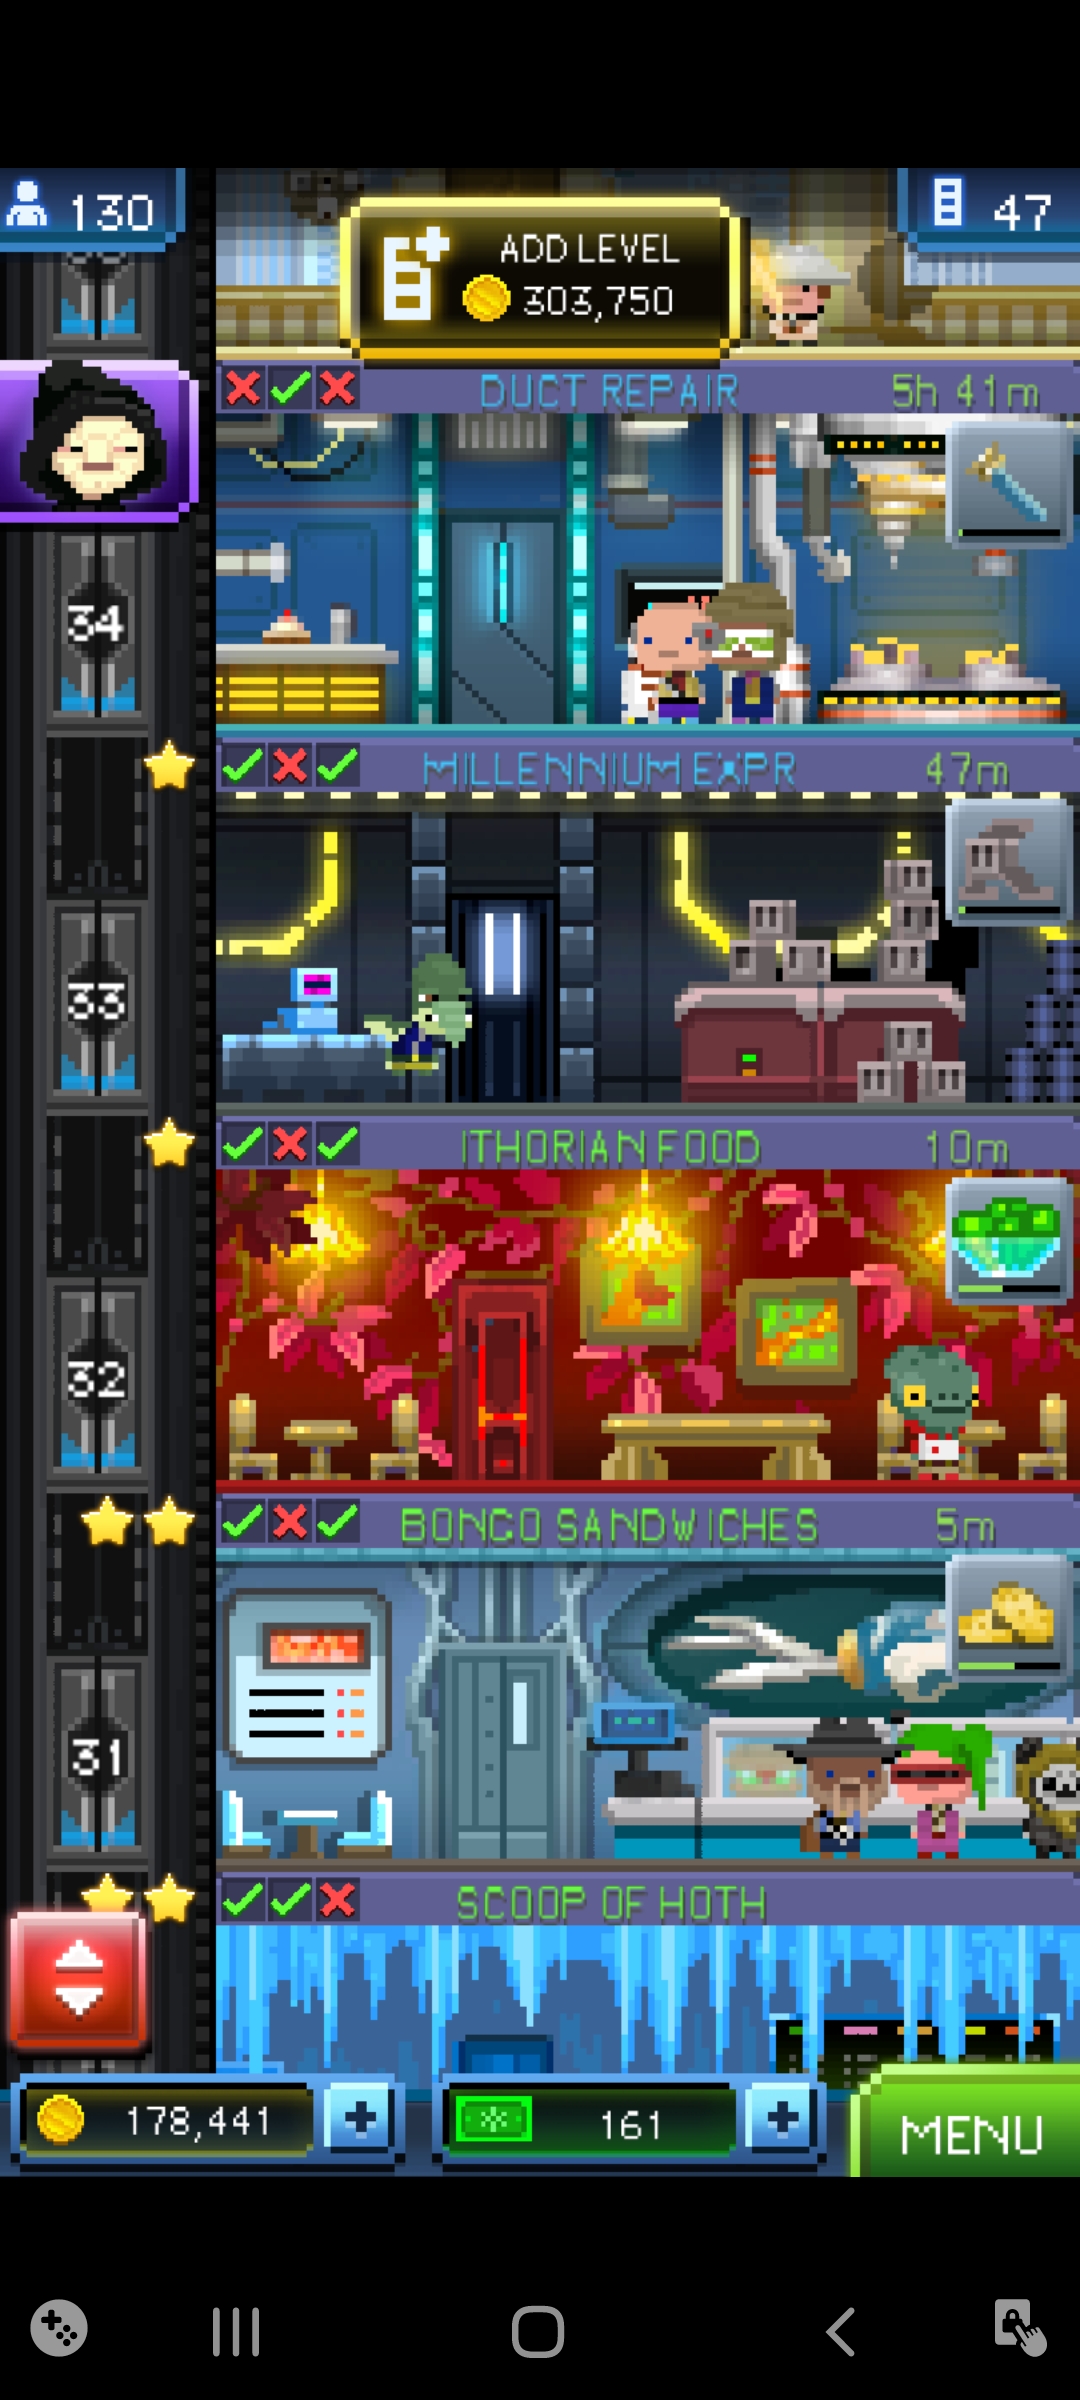 130
ADD LEVEL
303,750
47
DUCT REPAIR 5h 41m
34
MILLENNIUM EXPR 47m
33
ITHORIAN FOOD 10m
32
BONGO SANDWICHES 5m
31
SCOOP OF HOTH
178,441
161
MENU